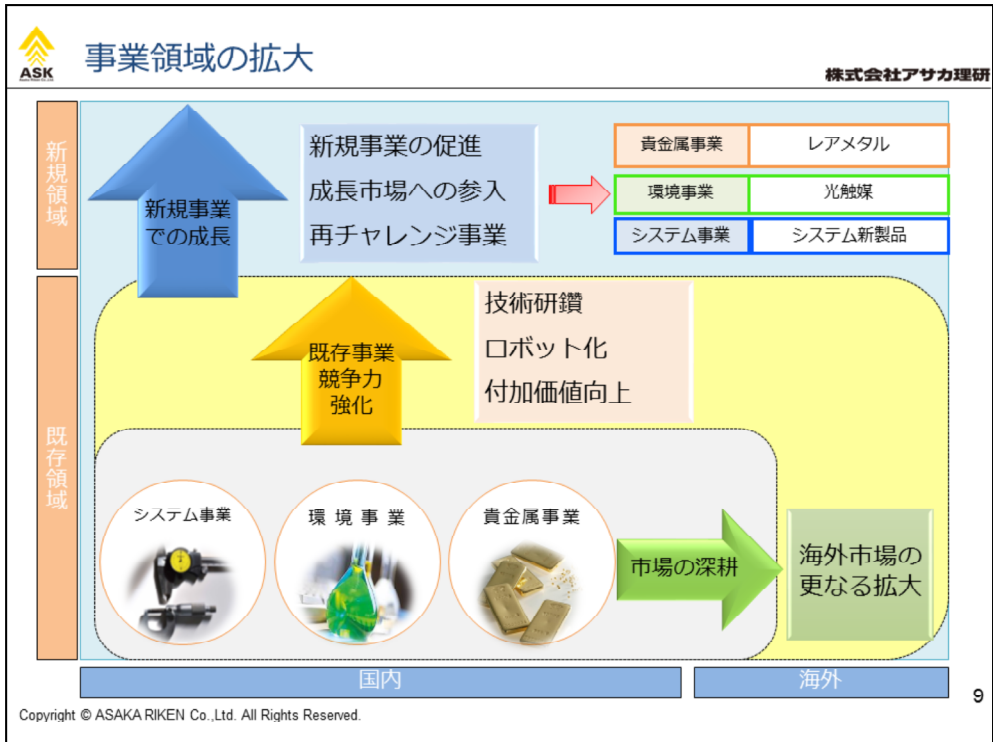 ASK
事業領域の拡大
株式会社アサカ理研
新規領域
新規事業
での成長
新規事業の促進
成長市場への参入
再チャレンジ事業
貴金属事業 レアメタル
環境事業 光触媒
システム事業 システム新製品
既存領域
既存事業
競争力
強化
技術研鑽
ロボット化
付加価値向上
システム事業
環境事業
貴金属事業
市場の深耕
海外市場の
更なる拡大
国内
海外
9
Copyright © ASAKA RIKEN Co.,Ltd. All Rights Reserved.